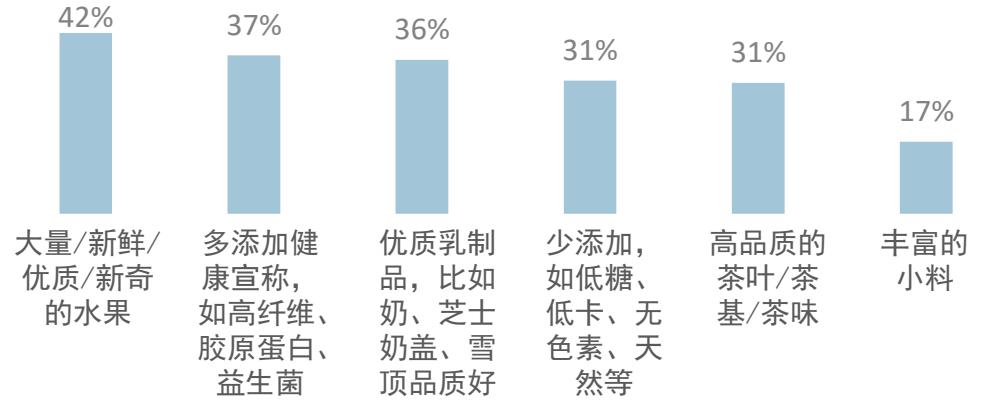 42%
37%
36%
31%
31%
17%
大量/新鲜/
优质/新奇
的水果
多添加健
康宣称，
如高纤维、
胶原蛋白、
益生菌
优质乳制
品，比如
奶、芝士
奶盖、雪
顶品质好
少添加，
如低糖、
低卡、无
色素、天
然等
高品质的
茶叶/茶
基/茶味
丰富的
小料